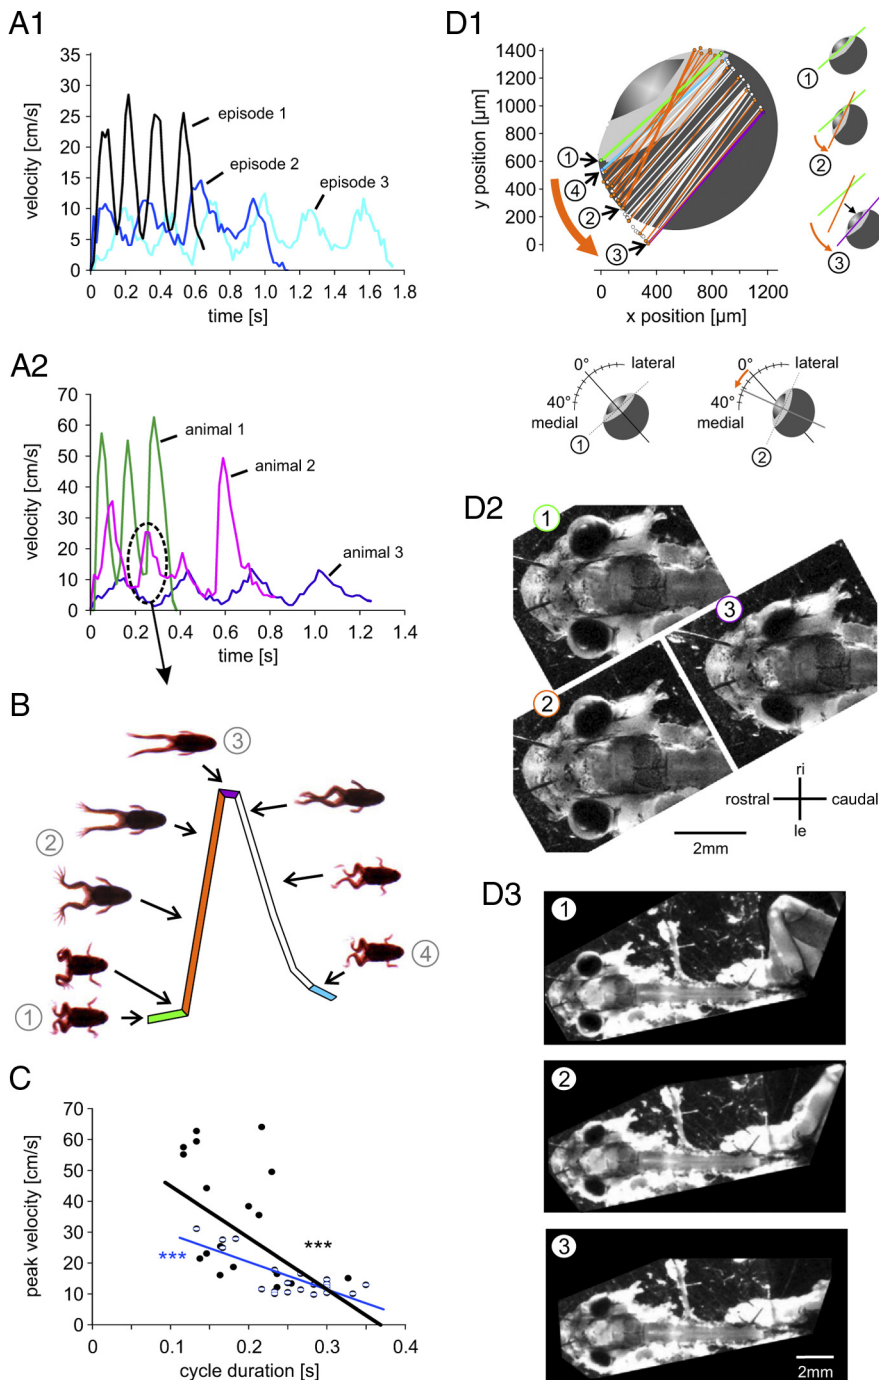 A1
35
30
25
20
15
10
5
0
velocity [cm/s]
episode 1
episode 2
episode 3
0 0.2 0.4 0.6 0.8 1.0 1.2 1.4 1.6 1.8
time [s]
A2
70
60
50
40
30
20
10
0
velocity [cm/s]
animal 1
animal 2
animal 3
0 0.2 0.4 0.6 0.8 1.0 1.2 1.4
time [s]
B
3
2
1
4
C
70
60
50
40
30
20
10
0
peak velocity [cm/s]
***
***
0 0.1 0.2 0.3 0.4
cycle duration [s]
D1
1400
1200
1000
800
600
400
200
0
y position [µm]
1
4
2
3
0 400 800 1200
x position [µm]
1
2
3
0°
lateral
40°
medial
1
0°
lateral
40°
medial
2
D2
1
3
2
ri
rostral
caudal
le
2mm
D3
1
2
3
2mm